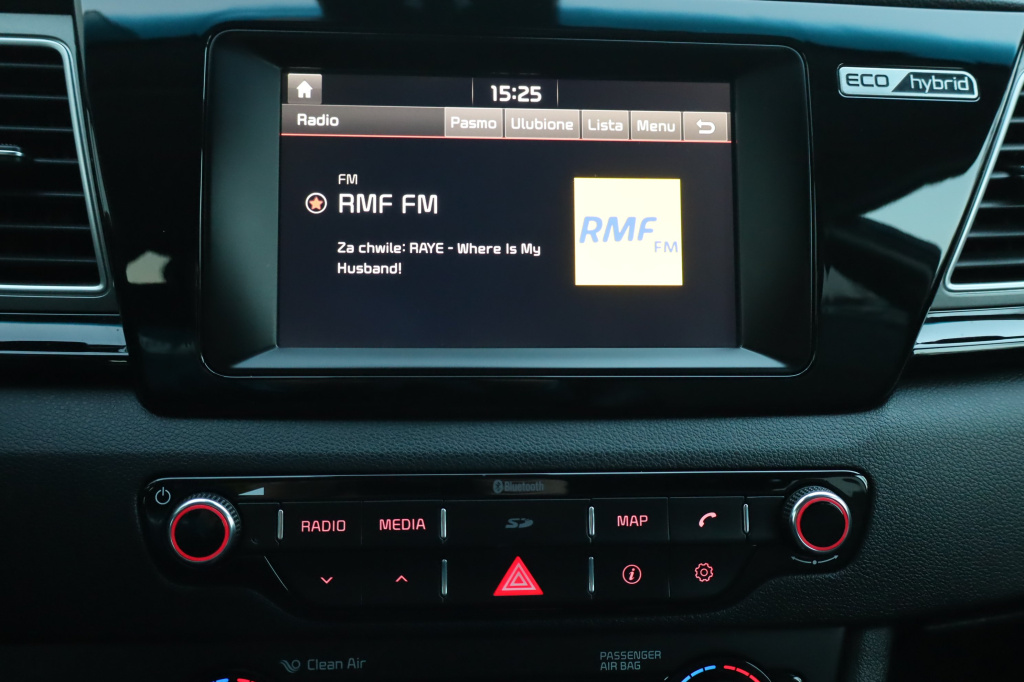 15:25
ECO hybrid
Radio Pasmo Ulubione Lista Menu
FM
RMF FM
RMF FM
Za chwile: RAYE - Where Is My
Husband!
Bluetooth
RADIO MEDIA SD MAP
i
Clean Air
PASSENGER
AIR BAG